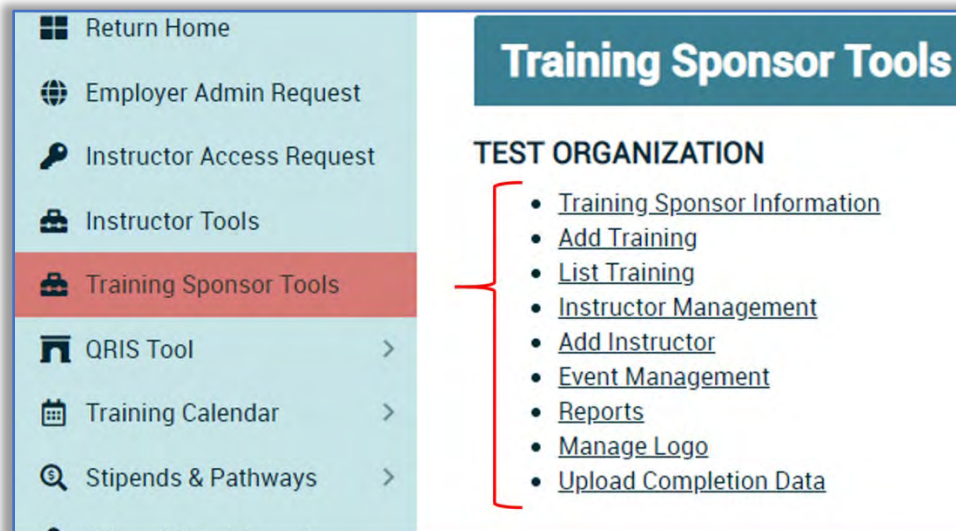 Return Home
Employer Admin Request
Instructor Access Request
Instructor Tools
Training Sponsor Tools
QRIS Tool
Training Calendar
Stipends & Pathways
Training Sponsor Tools
TEST ORGANIZATION
Training Sponsor Information
Add Training
List Training
Instructor Management
Add Instructor
Event Management
Reports
Manage Logo
Upload Completion Data